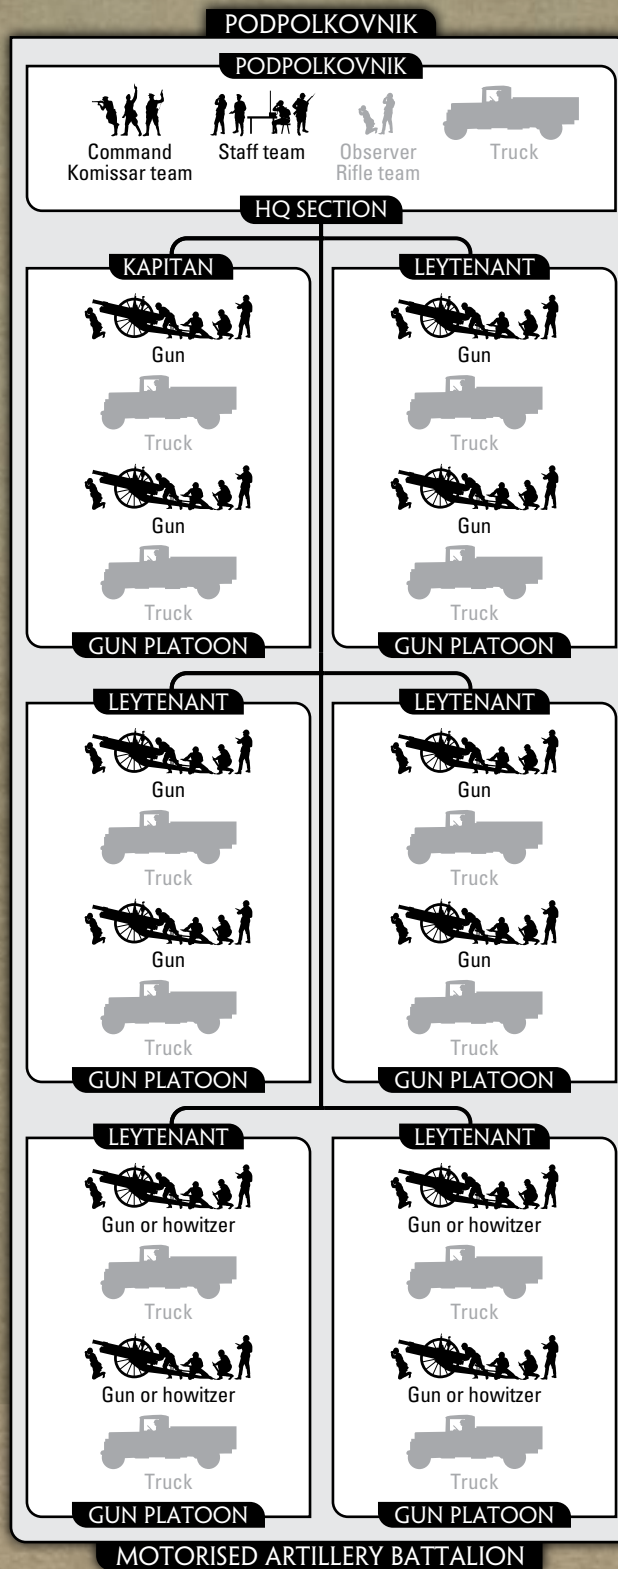 PODPOLKOVNIK
PODPOLKOVNIK
Command
Komissar team
Staff team
Observer
Rifle team
Truck
HQ SECTION
KAPITAN
Gun
Truck
Gun
Truck
GUN PLATOON
LEYTENANT
Gun
Truck
Gun
Truck
GUN PLATOON
LEYTENANT
Gun
Truck
Gun
Truck
GUN PLATOON
LEYTENANT
Gun
Truck
Gun
Truck
GUN PLATOON
LEYTENANT
Gun or howitzer
Truck
Gun or howitzer
Truck
GUN PLATOON
LEYTENANT
Gun or howitzer
Truck
Gun or howitzer
Truck
GUN PLATOON
MOTORISED ARTILLERY BATTALION